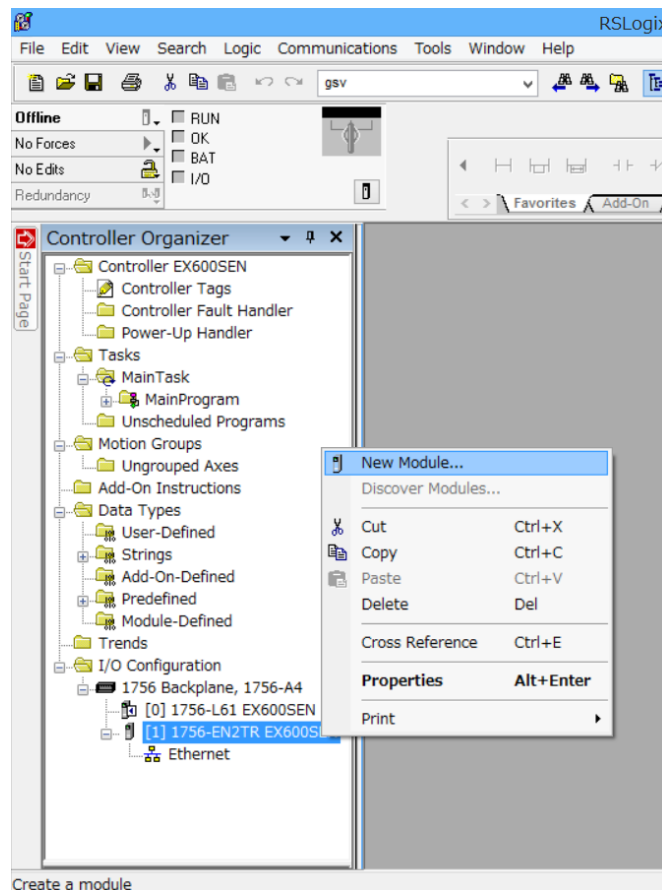 RSLogix
File Edit View Search Logic Communications Tools Window Help
gsv
Offline
RUN
No Forces
OK
No Edits
BAT
Redundancy
I/O
Favorites Add-On
Start Page
Controller Organizer
Controller EX600SEN
Controller Tags
Controller Fault Handler
Power-Up Handler
Tasks
MainTask
MainProgram
Unscheduled Programs
Motion Groups
Ungrouped Axes
Add-On Instructions
Data Types
User-Defined
Strings
Add-On-Defined
Predefined
Module-Defined
Trends
I/O Configuration
1756 Backplane, 1756-A4
[0] 1756-L61 EX600SEN
[1] 1756-EN2TR
Ethernet
New Module...
Discover Modules...
Cut Ctrl+X
Copy Ctrl+C
Paste Ctrl+V
Delete Del
Cross Reference Ctrl+E
Properties Alt+Enter
Print
Create a module